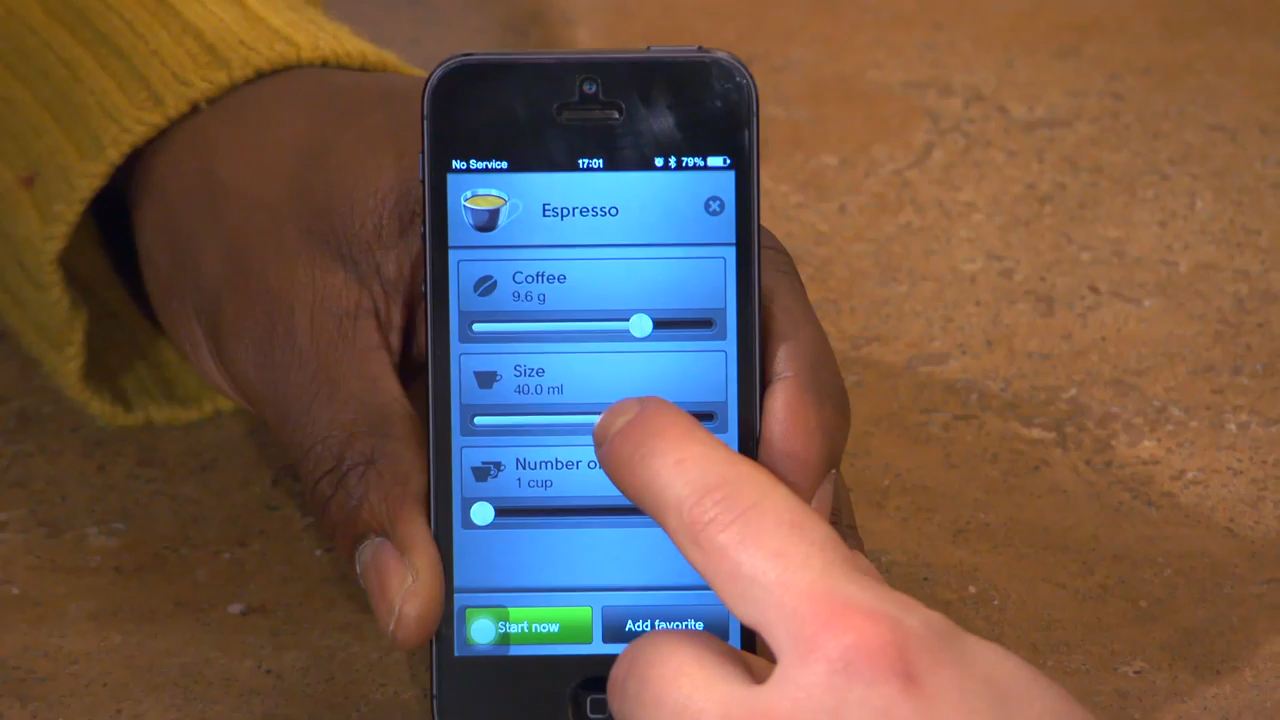 No Service 17:01 79%
Espresso
Coffee
9.6 g
Size
40.0 ml
Number
1 cup
Start now
Add favorite